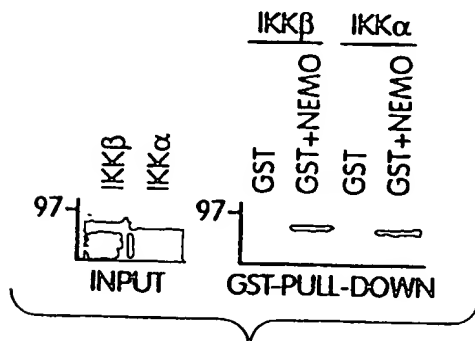 IKKβ IKKα
GST
GST+NEMO
GST
GST+NEMO
IKKβ
IKKα
97
97
INPUT GST-PULL-DOWN